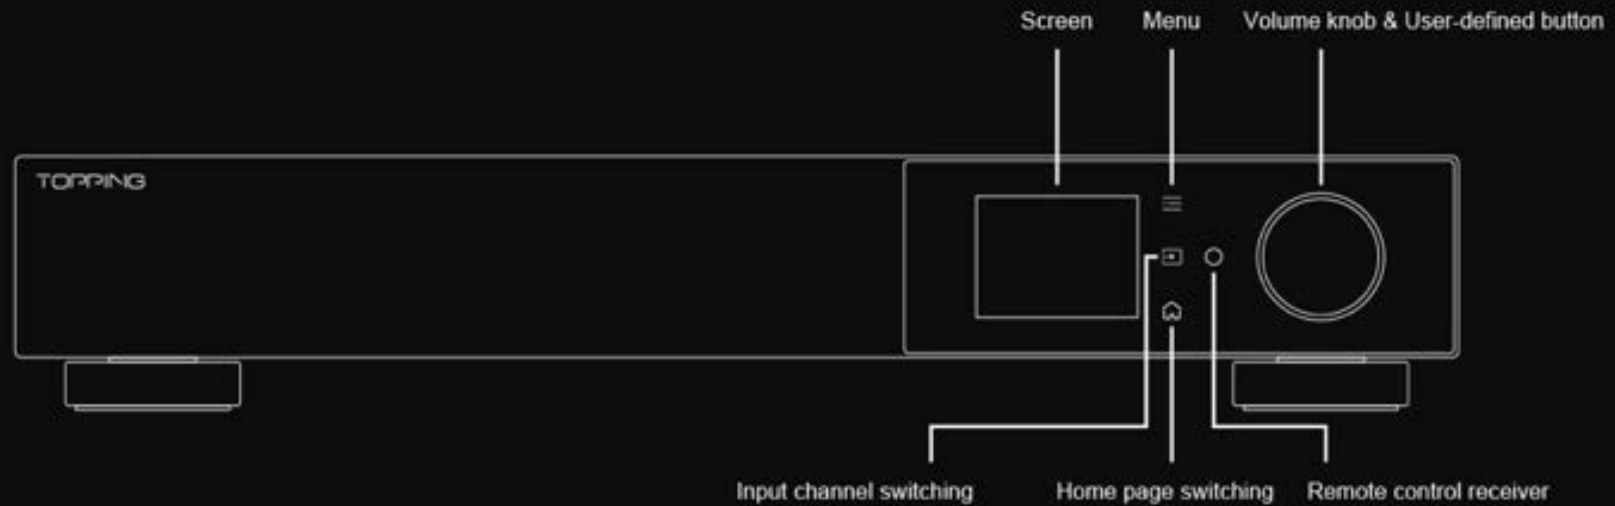 Screen
Menu
Volume knob & User-defined button
TOPPING
Input channel switching
Home page switching
Remote control receiver